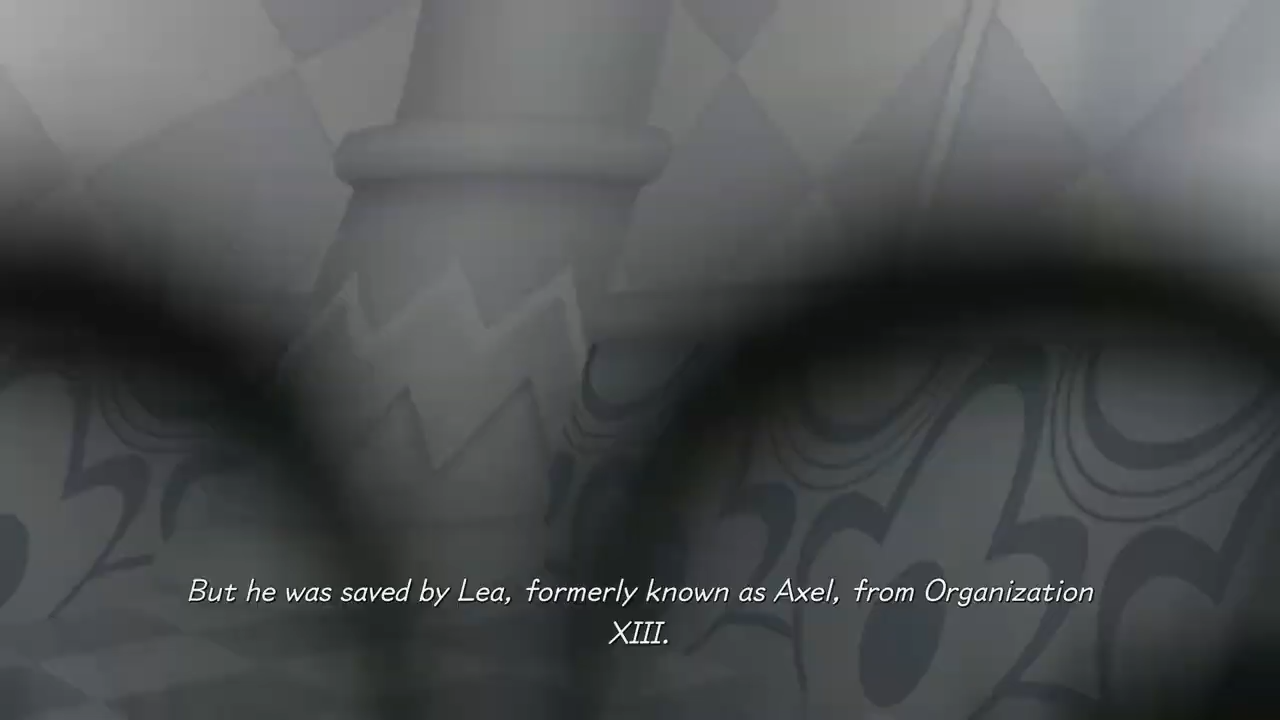 But he was saved by Lea, formerly known as Axel, from Organization
XIII.